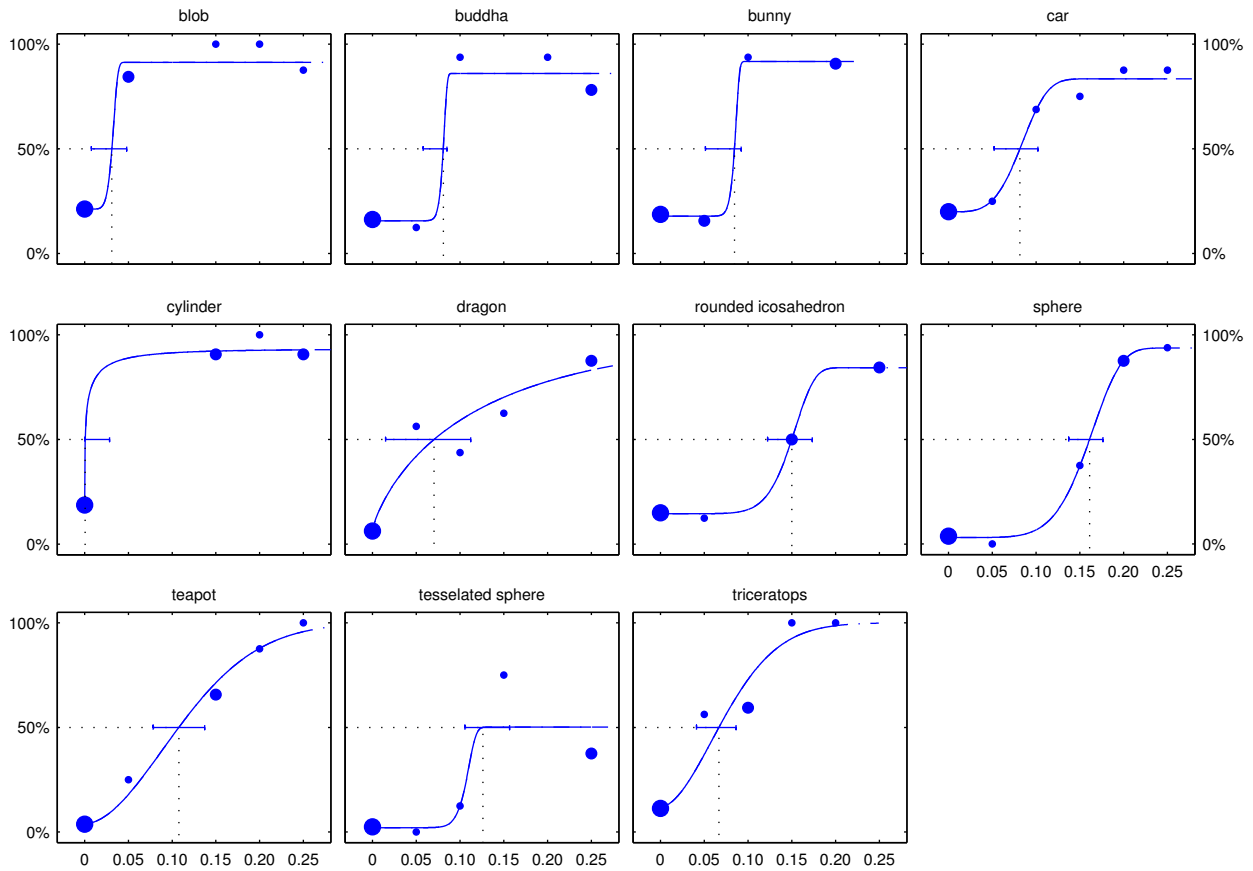 blob buddha bunny car
100% 100%
50% 50%
0% 0%
cylinder dragon rounded icosahedron sphere
100% 100%
50% 50%
0% 0%
0 0.05 0.10 0.15 0.20 0.25
teapot tesselated sphere triceratops
100%
50%
0%
0 0.05 0.10 0.15 0.20 0.25 0 0.05 0.10 0.15 0.20 0.25 0 0.05 0.10 0.15 0.20 0.25